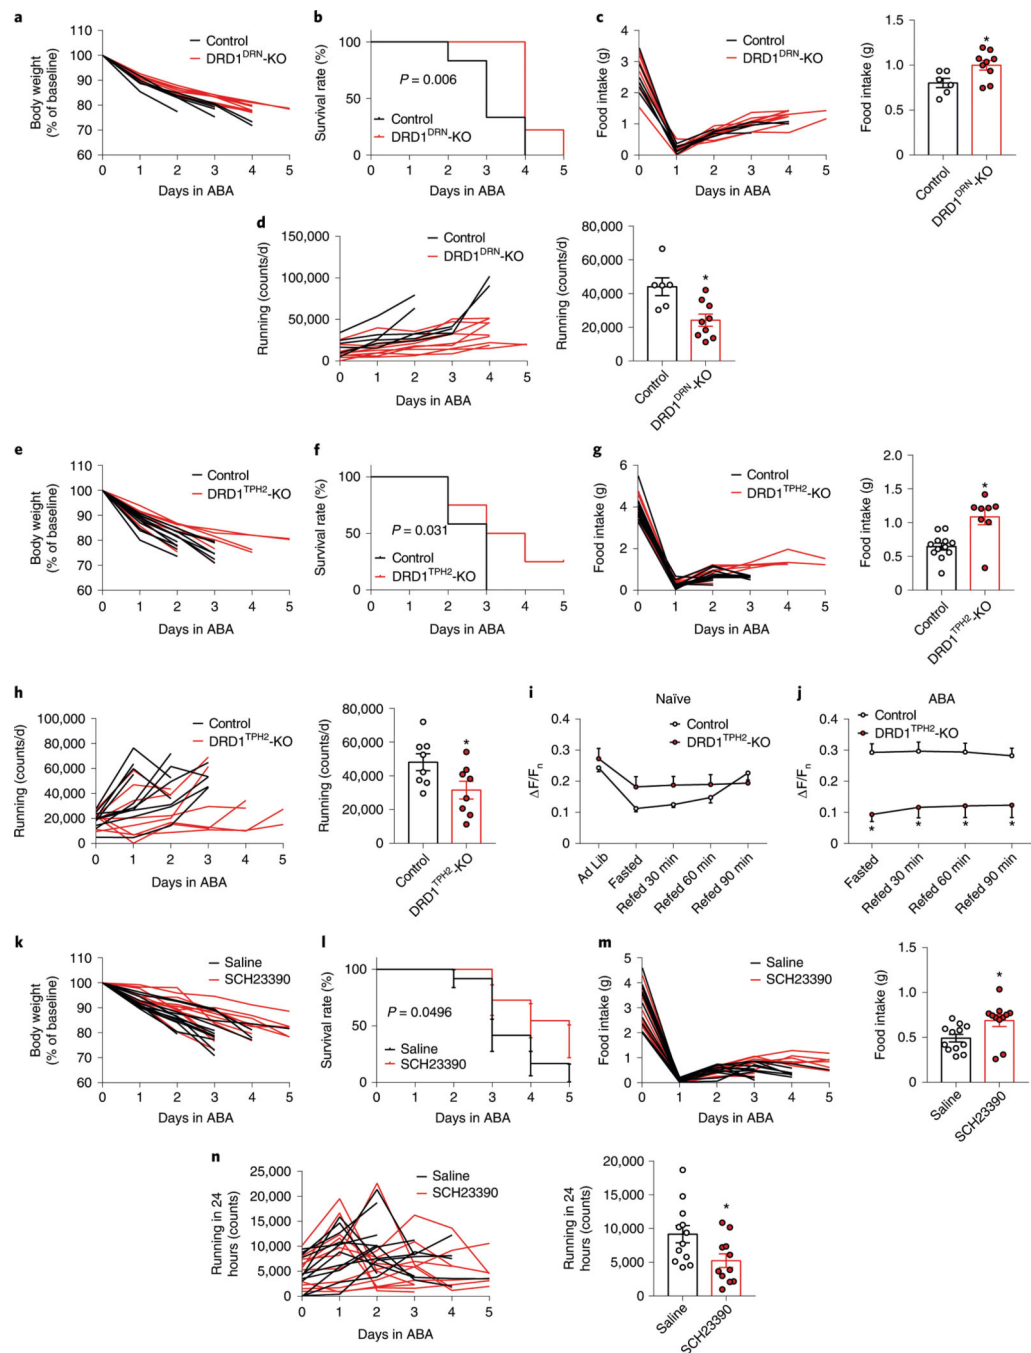 a
Body weight
(% of baseline)
110
100
90
80
70
60
0 1 2 3 4 5
Days in ABA
Control
DRD1DRN-KO
b
Survival rate (%)
100
50
0
0 1 2 3 4 5
Days in ABA
P = 0.006
Control
DRD1DRN-KO
c
Food intake (g)
4
3
2
1
0
0 1 2 3 4 5
Days in ABA
Control
DRD1DRN-KO
Food intake (g)
1.5
1.0
0.5
0
*
Control
DRD1DRN-KO
d
Running (counts/d)
150,000
100,000
50,000
0
0 1 2 3 4 5
Days in ABA
Control
DRD1DRN-KO
Running (counts/d)
80,000
60,000
40,000
20,000
0
*
Control
DRD1DRN-KO
e
Body weight
(% of baseline)
110
100
90
80
70
60
0 1 2 3 4 5
Days in ABA
Control
DRD1TPH2-KO
f
Survival rate (%)
100
50
0
0 1 2 3 4 5
Days in ABA
P = 0.031
Control
DRD1TPH2-KO
g
Food intake (g)
6
4
2
0
0 1 2 3 4 5
Days in ABA
Control
DRD1TPH2-KO
Food intake (g)
2.0
1.5
1.0
0.5
0
*
Control
DRD1TPH2-KO
h
Running (counts/d)
100,000
80,000
60,000
40,000
20,000
0
0 1 2 3 4 5
Days in ABA
Control
DRD1TPH2-KO
Running (counts/d)
80,000
60,000
40,000
20,000
0
*
Control
DRD1TPH2-KO
i
Naïve
ΔF/Fn
0.4
0.3
0.2
0.1
0
Control
DRD1TPH2-KO
Ad Lib
Fasted
Refed 30 min
Refed 60 min
Refed 90 min
j
ABA
ΔF/Fn
0.4
0.3
0.2
0.1
0
Control
DRD1TPH2-KO
* * * *
Fasted
Refed 30 min
Refed 60 min
Refed 90 min
k
Body weight
(% of baseline)
110
100
90
80
70
60
0 1 2 3 4 5
Days in ABA
Saline
SCH23390
l
Survival rate (%)
100
50
0
0 1 2 3 4 5
Days in ABA
P = 0.0496
Saline
SCH23390
m
Food intake (g)
5
4
3
2
1
0
0 1 2 3 4 5
Days in ABA
Saline
SCH23390
Food intake (g)
1.5
1.0
0.5
0
*
Saline
SCH23390
n
Running in 24
hours (counts)
25,000
20,000
15,000
10,000
5,000
0
0 1 2 3 4 5
Days in ABA
Saline
SCH23390
Running in 24
hours (counts)
20,000
15,000
10,000
5,000
0
*
Saline
SCH23390